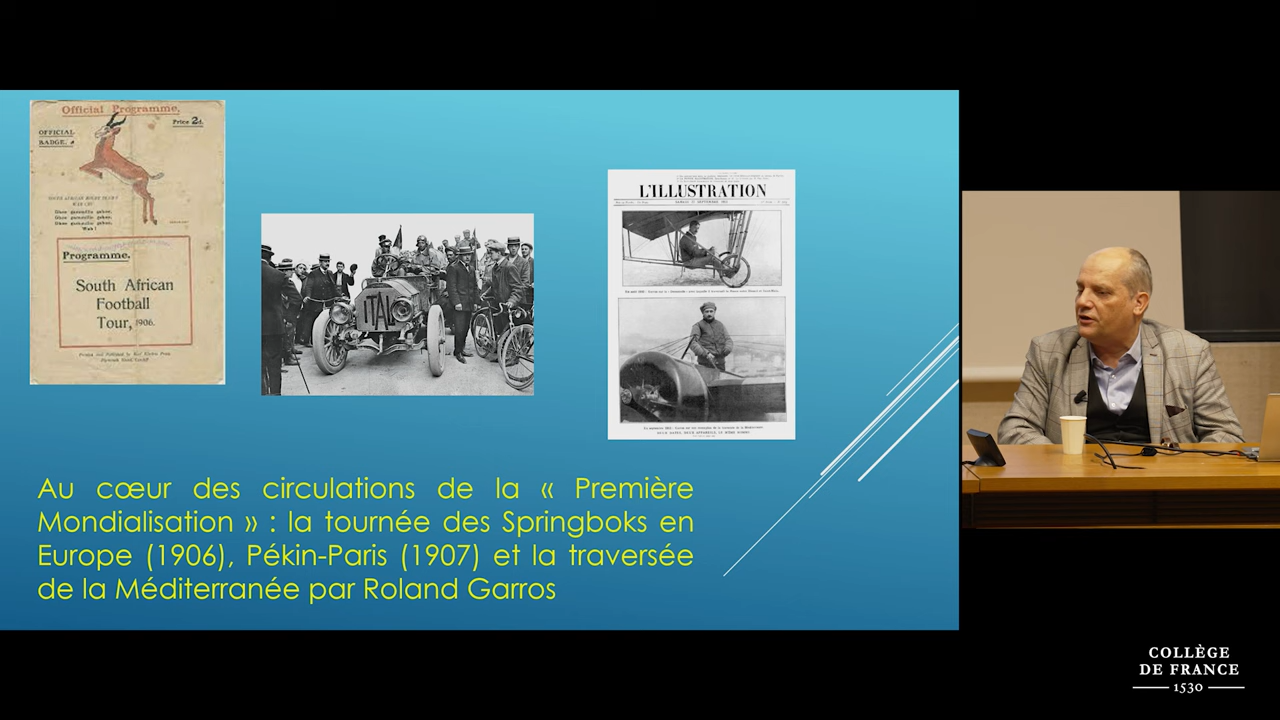 Official Programme.
Price 2d.
OFFICIAL
BADGE.
Programme.
South African
Football
Tour, 1906.
ITAL
L'ILLUSTRATION
Au cœur des circulations de la « Première
Mondialisation » : la tournée des Springboks en
Europe (1906), Pékin-Paris (1907) et la traversée
de la Méditerranée par Roland Garros
COLLÈGE
DE FRANCE
1530